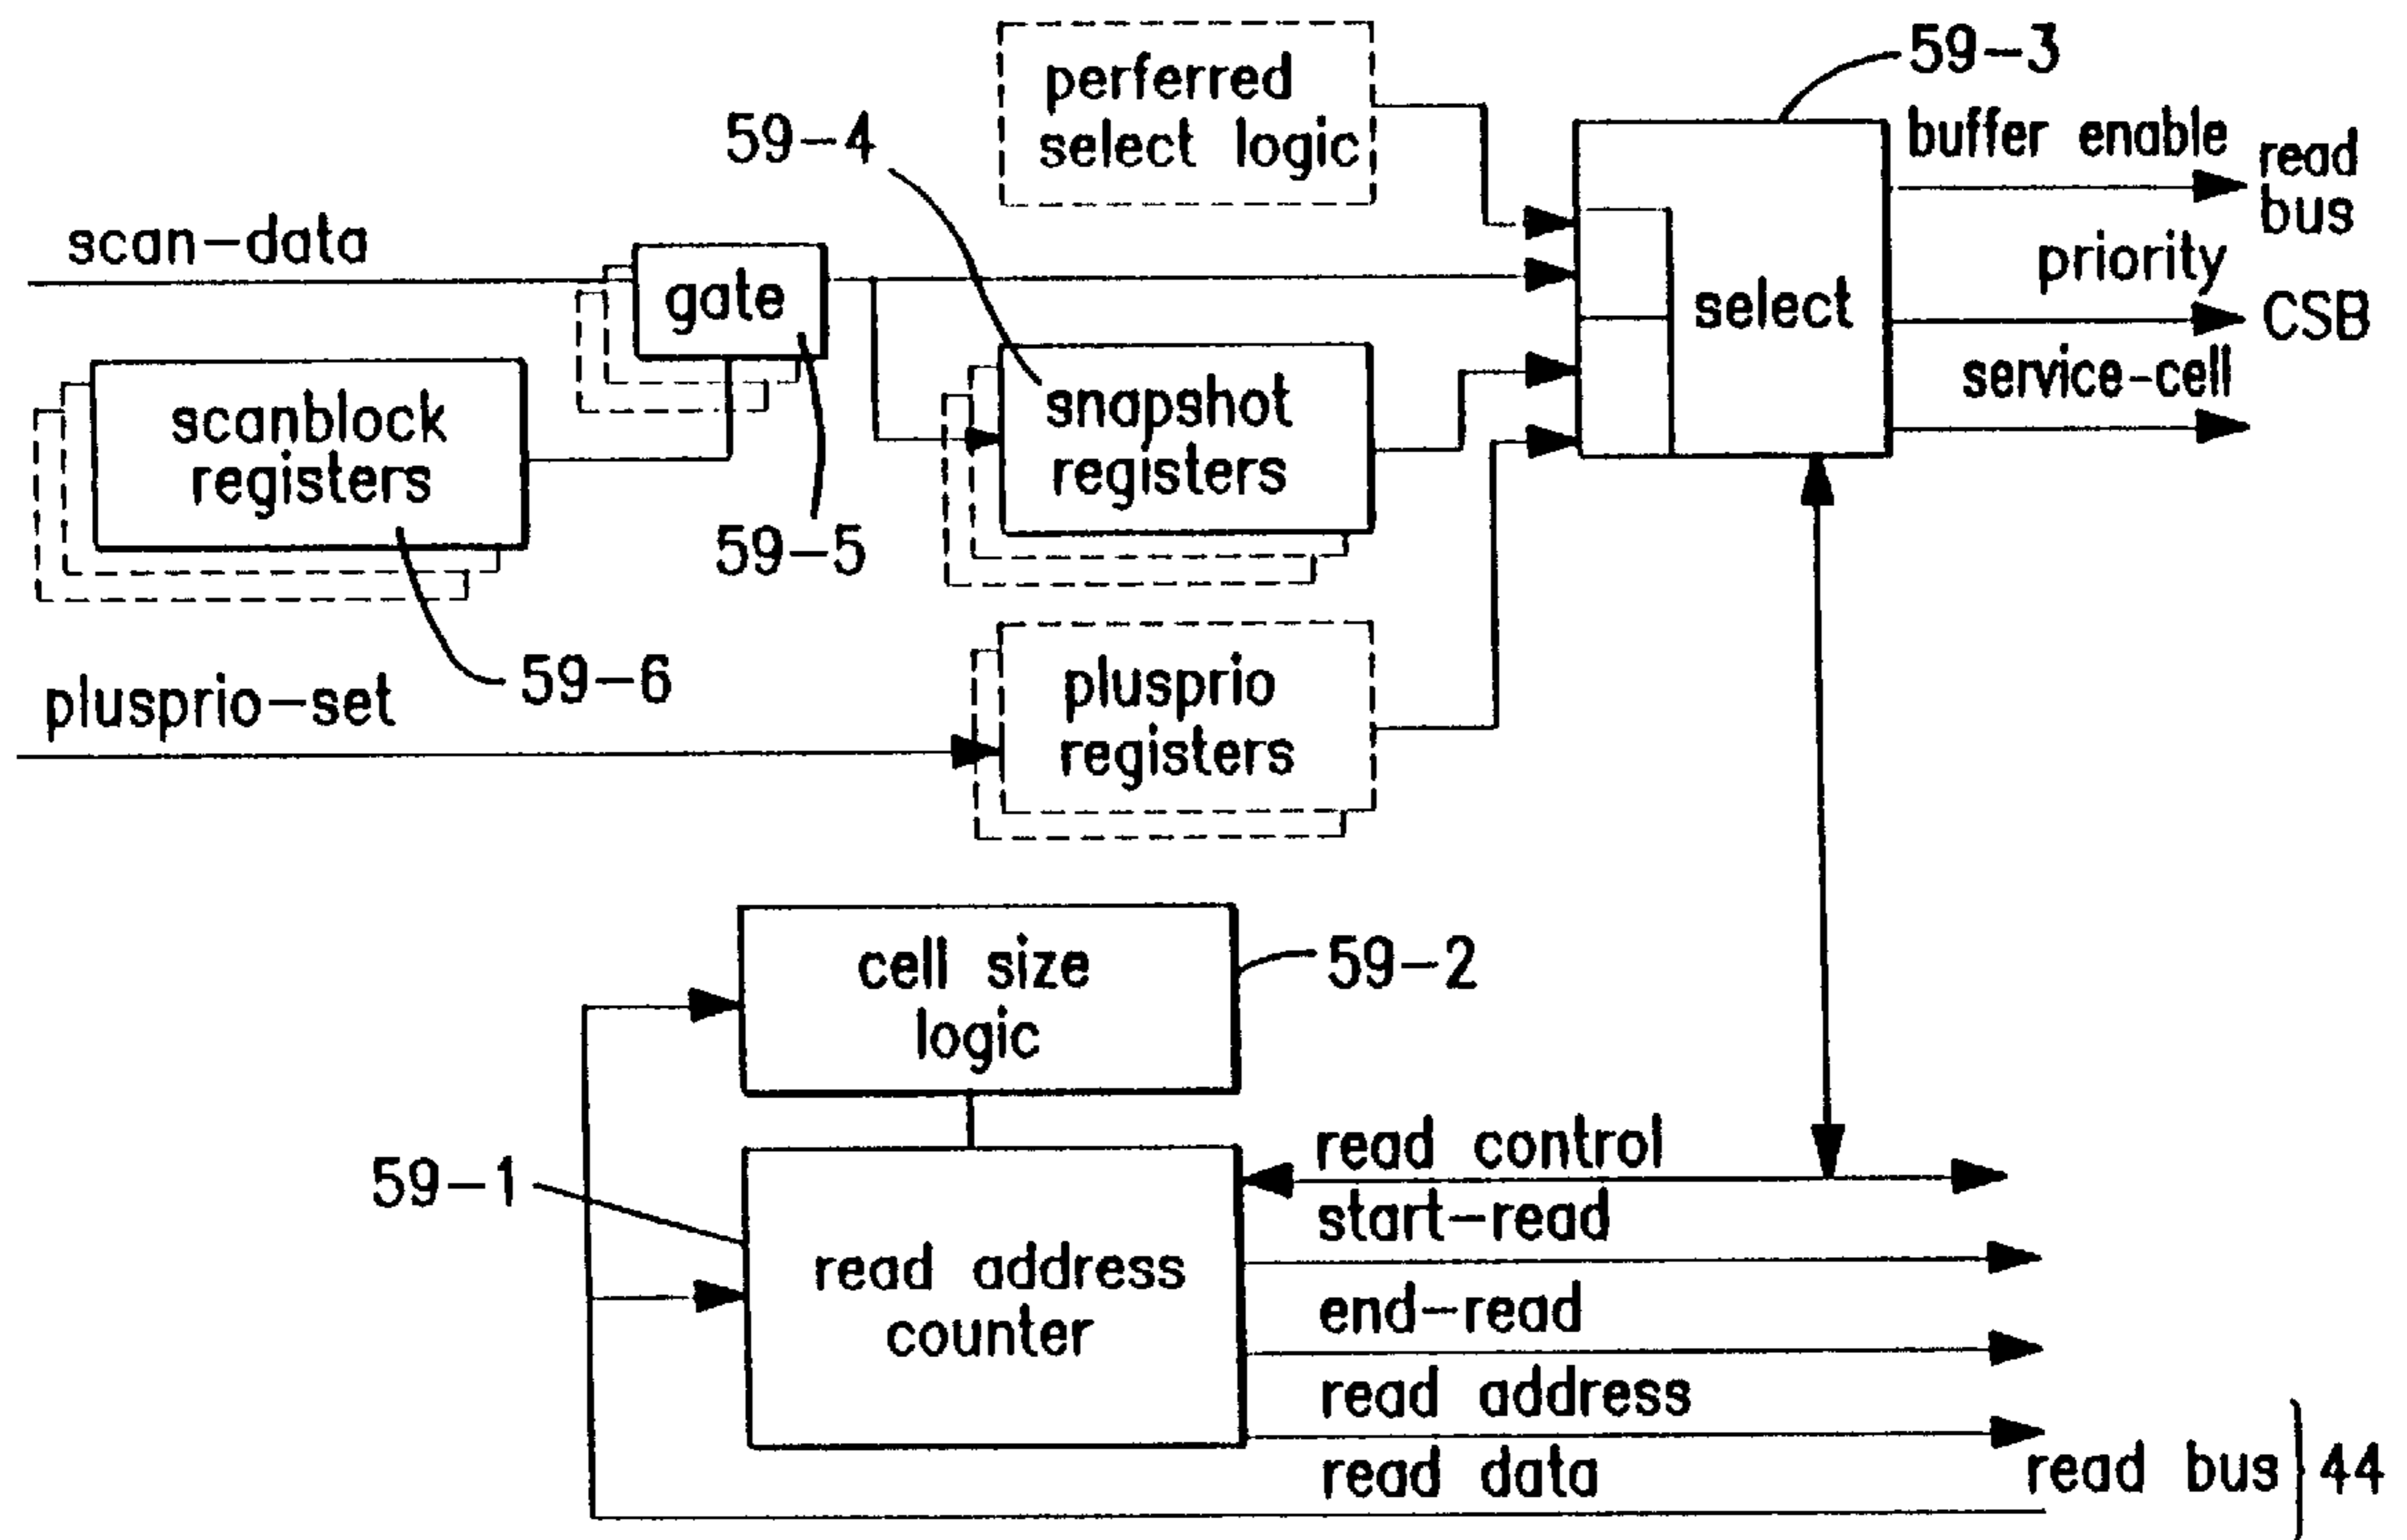 perferred
select logic
59-3
buffer enable
read
bus
59-4
scan-data
gate
priority
select
CSB
service-cell
scanblock
registers
snapshot
registers
59-5
59-6
plusprio-set
plusprio
registers
cell size
logic
59-2
59-1
read control
start-read
read address
counter
end-read
read address
read data
read bus
44